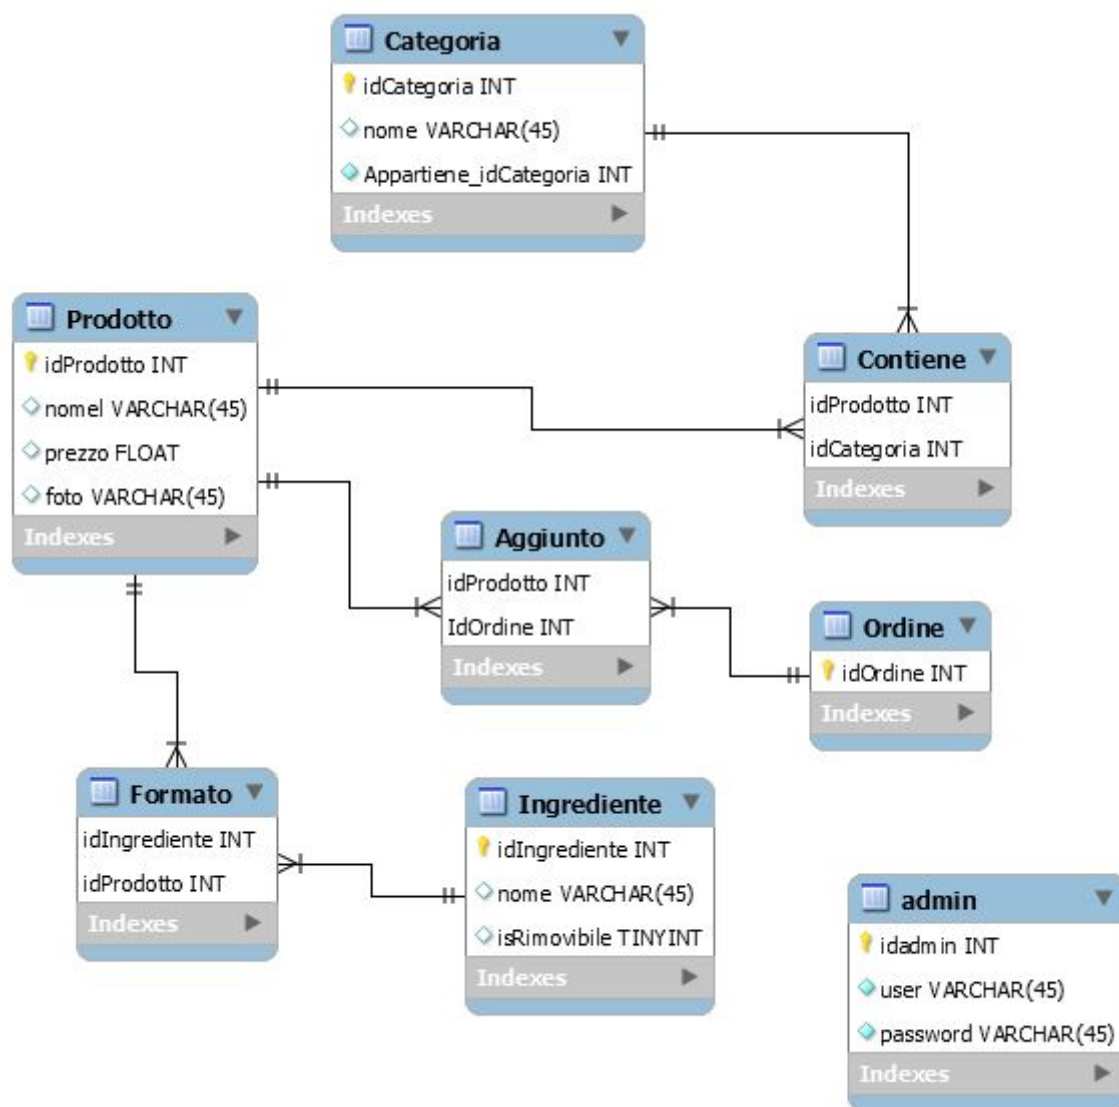 Categoria
idCategoria INT
nome VARCHAR(45)
Appartiene_idCategoria INT
Indexes
Prodotto
idProdotto INT
nomel VARCHAR(45)
prezzo FLOAT
foto VARCHAR(45)
Indexes
Contiene
idProdotto INT
idCategoria INT
Indexes
Aggiunto
idProdotto INT
IdOrdine INT
Indexes
Ordine
idOrdine INT
Indexes
Formato
idIngrediente INT
idProdotto INT
Indexes
Ingrediente
idIngrediente INT
nome VARCHAR(45)
isRimovibile TINYINT
Indexes
admin
idadmin INT
user VARCHAR(45)
password VARCHAR(45)
Indexes